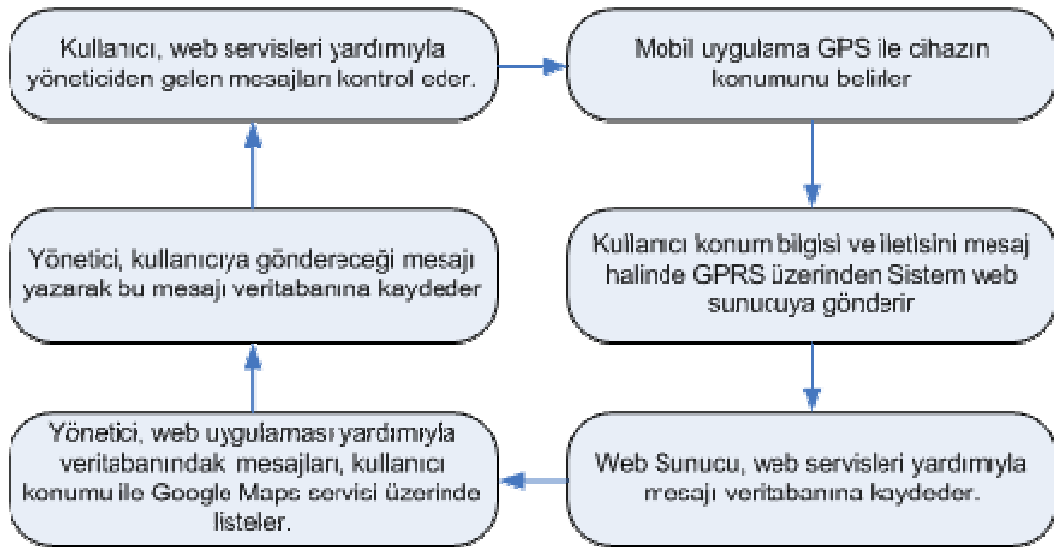 Kullanıcı, web servisleri yardımıyla
yöneticiden gelen mesajları kontrol eder.
Mobil uygulama GPS ile cihazın
konumunu belirler
Kullanıcı konum bilgisi ve iletisini mesaj
halinde GPRS üzerinden Sistem web
sunucuya gönderir
Web Sunucu, web servisleri yardımıyla
mesajı veritabanına kaydeder.
Yönetici, web uygulaması yardımıyla
veritabanındak mesajları, kullanıcı
konumu ile Google Maps servisi üzerinde
listeler.
Yönetici, kullanıcıya göndereceği mesajı
yazarak bu mesajı veritabanına kaydeder